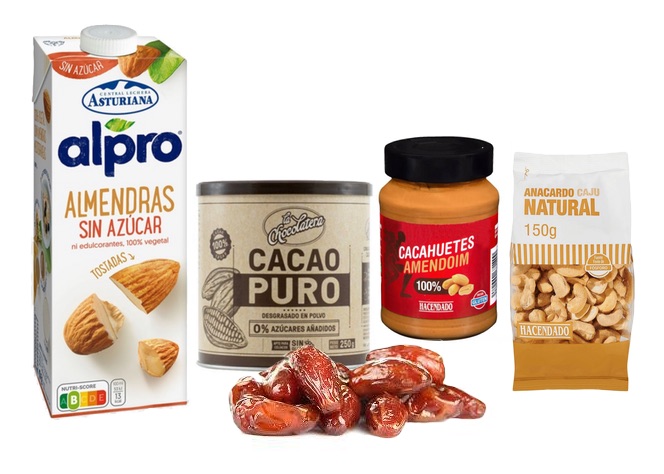 SIN AZÚCAR
CENTRAL LECHERA
ASTURIANA
alpro
ALMENDRAS
SIN AZÚCAR
ni edulcorantes, 100% vegetal
TOSTADAS
NUTRI-SCORE
A B C D E
La Chocolatera
100%
CACAO
PURO
DESGRASADO EN POLVO
0% AZÚCARES AÑADIDOS
SIN
250g
CACAHUETES
AMENDOIM
100%
HACENDADO
ANACARDO CAJU
NATURAL
150g
HACENDADO